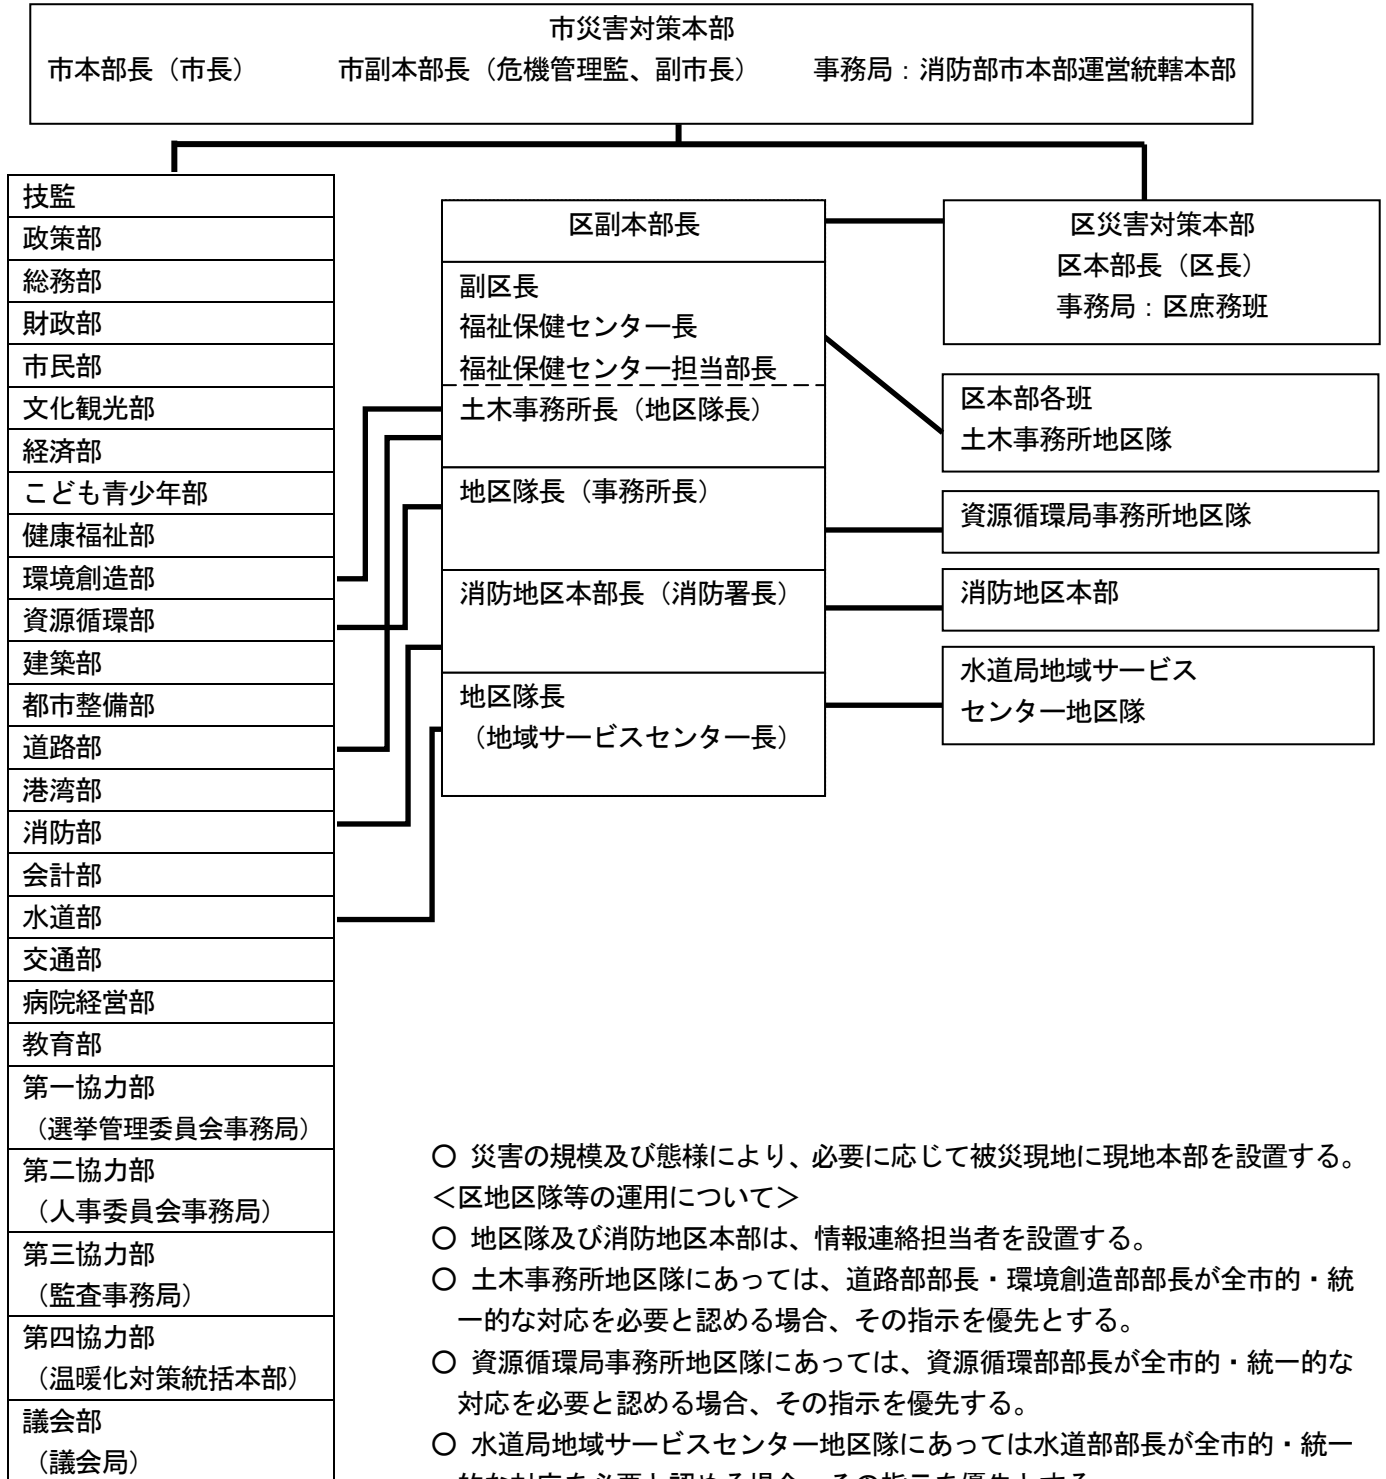 市災害対策本部
市本部長（市長）　市副本部長（危機管理監、副市長）　事務局：消防部市本部運営統轄本部
技監
政策部
総務部
財政部
市民部
文化観光部
経済部
こども青少年部
健康福祉部
環境創造部
資源循環部
建築部
都市整備部
道路部
港湾部
消防部
会計部
水道部
交通部
病院経営部
教育部
第一協力部
（選挙管理委員会事務局）
第二協力部
（人事委員会事務局）
第三協力部
（監査事務局）
第四協力部
（温暖化対策統括本部）
議会部
（議会局）
区副本部長
副区長
福祉保健センター長
福祉保健センター担当部長
土木事務所長（地区隊長）
地区隊長（事務所長）
消防地区本部長（消防署長）
地区隊長
（地域サービスセンター長）
区災害対策本部
区本部長（区長）
事務局：区庶務班
区本部各班
土木事務所地区隊
資源循環局事務所地区隊
消防地区本部
水道局地域サービス
センター地区隊
○ 災害の規模及び態様により、必要に応じて被災現地に現地本部を設置する。
＜区地区隊等の運用について＞
○ 地区隊及び消防地区本部は、情報連絡担当者を設置する。
○ 土木事務所地区隊にあっては、道路部部長・環境創造部部長が全市的・統
一的な対応を必要と認める場合、その指示を優先とする。
○ 資源循環局事務所地区隊にあっては、資源循環部部長が全市的・統一的な
対応を必要と認める場合、その指示を優先する。
○ 水道局地域サービスセンター地区隊にあっては水道部部長が全市的・統一
的な対応を必要と認める場合、その指示を優先とする。